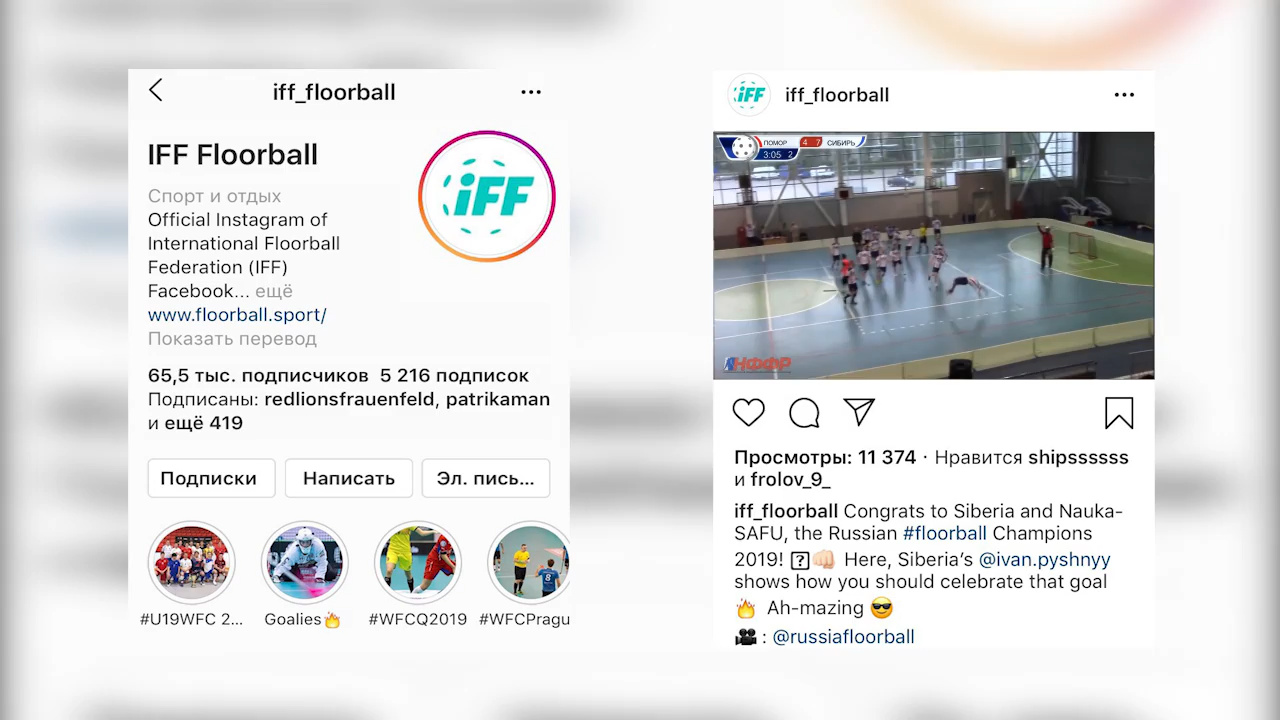 iff_floorball
IFF Floorball
iFF
Спорт и отдых
Official Instagram of
International Floorball
Federation (IFF)
Facebook... ещё
www.floorball.sport/
Показать перевод
65,5 тыс. подписчиков 5 216 подписок
Подписаны: redlionsfrauenfeld, patrikaman
и ещё 419
Подписки
Написать
Эл. пись...
#U19WFC 2...
Goalies🔥
#WFCQ2019
#WFCPragu
iFF
iff_floorball
ПОМОР 4 7 СИБИРЬ
3:05 2
НФФР
Просмотры: 11 374 · Нравится shipssssss
и frolov_9_
iff_floorball Congrats to Siberia and Nauka-
SAFU, the Russian #floorball Champions
2019! 👊🏻 Here, Siberia's @ivan.pyshnyy
shows how you should celebrate that goal
🔥 Ah-mazing 😎
🎥 : @russiafloorball